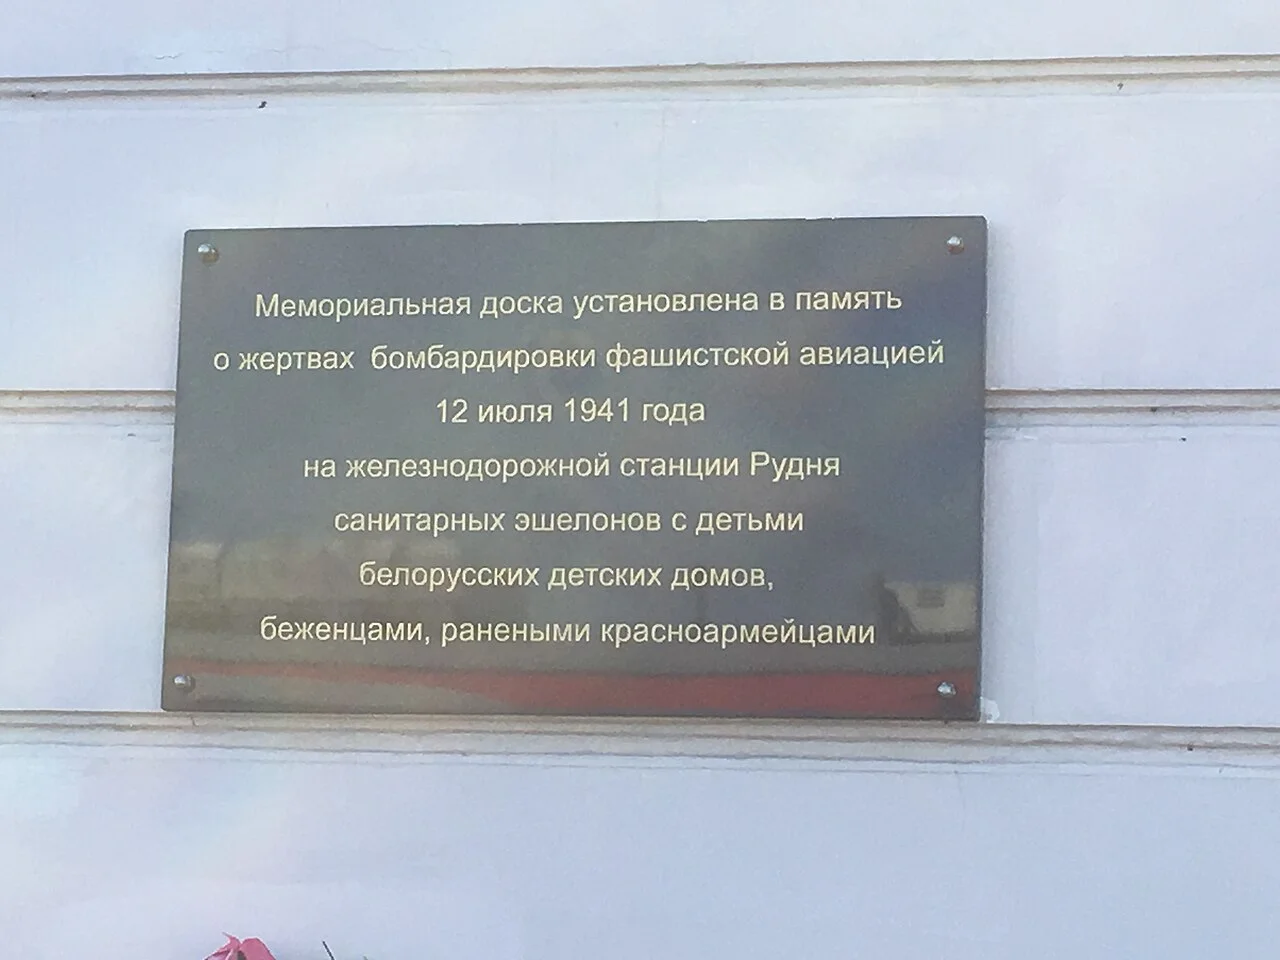 Мемориальная доска установлена в память
о жертвах бомбардировки фашистской авиацией
12 июля 1941 года
на железнодорожной станции Рудня
санитарных эшелонов с детьми
белорусских детских домов,
беженцами, ранеными красноармейцами